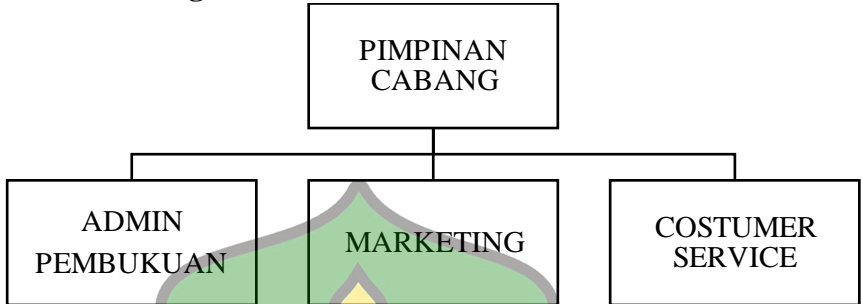 PIMPINAN
CABANG
ADMIN
PEMBUKUAN
MARKETING
COSTUMER
SERVICE